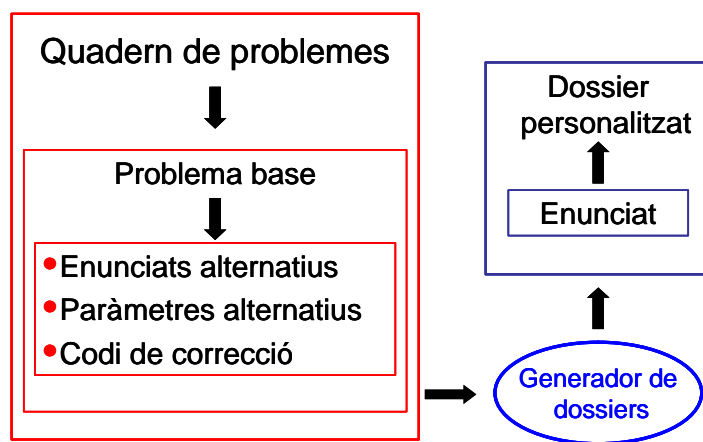 Quadern de problemes
Problema base
•Enunciats alternatius
•Paràmetres alternatius
•Codi de correcció
Dossier
personalitzat
Enunciat
Generador de
dossiers